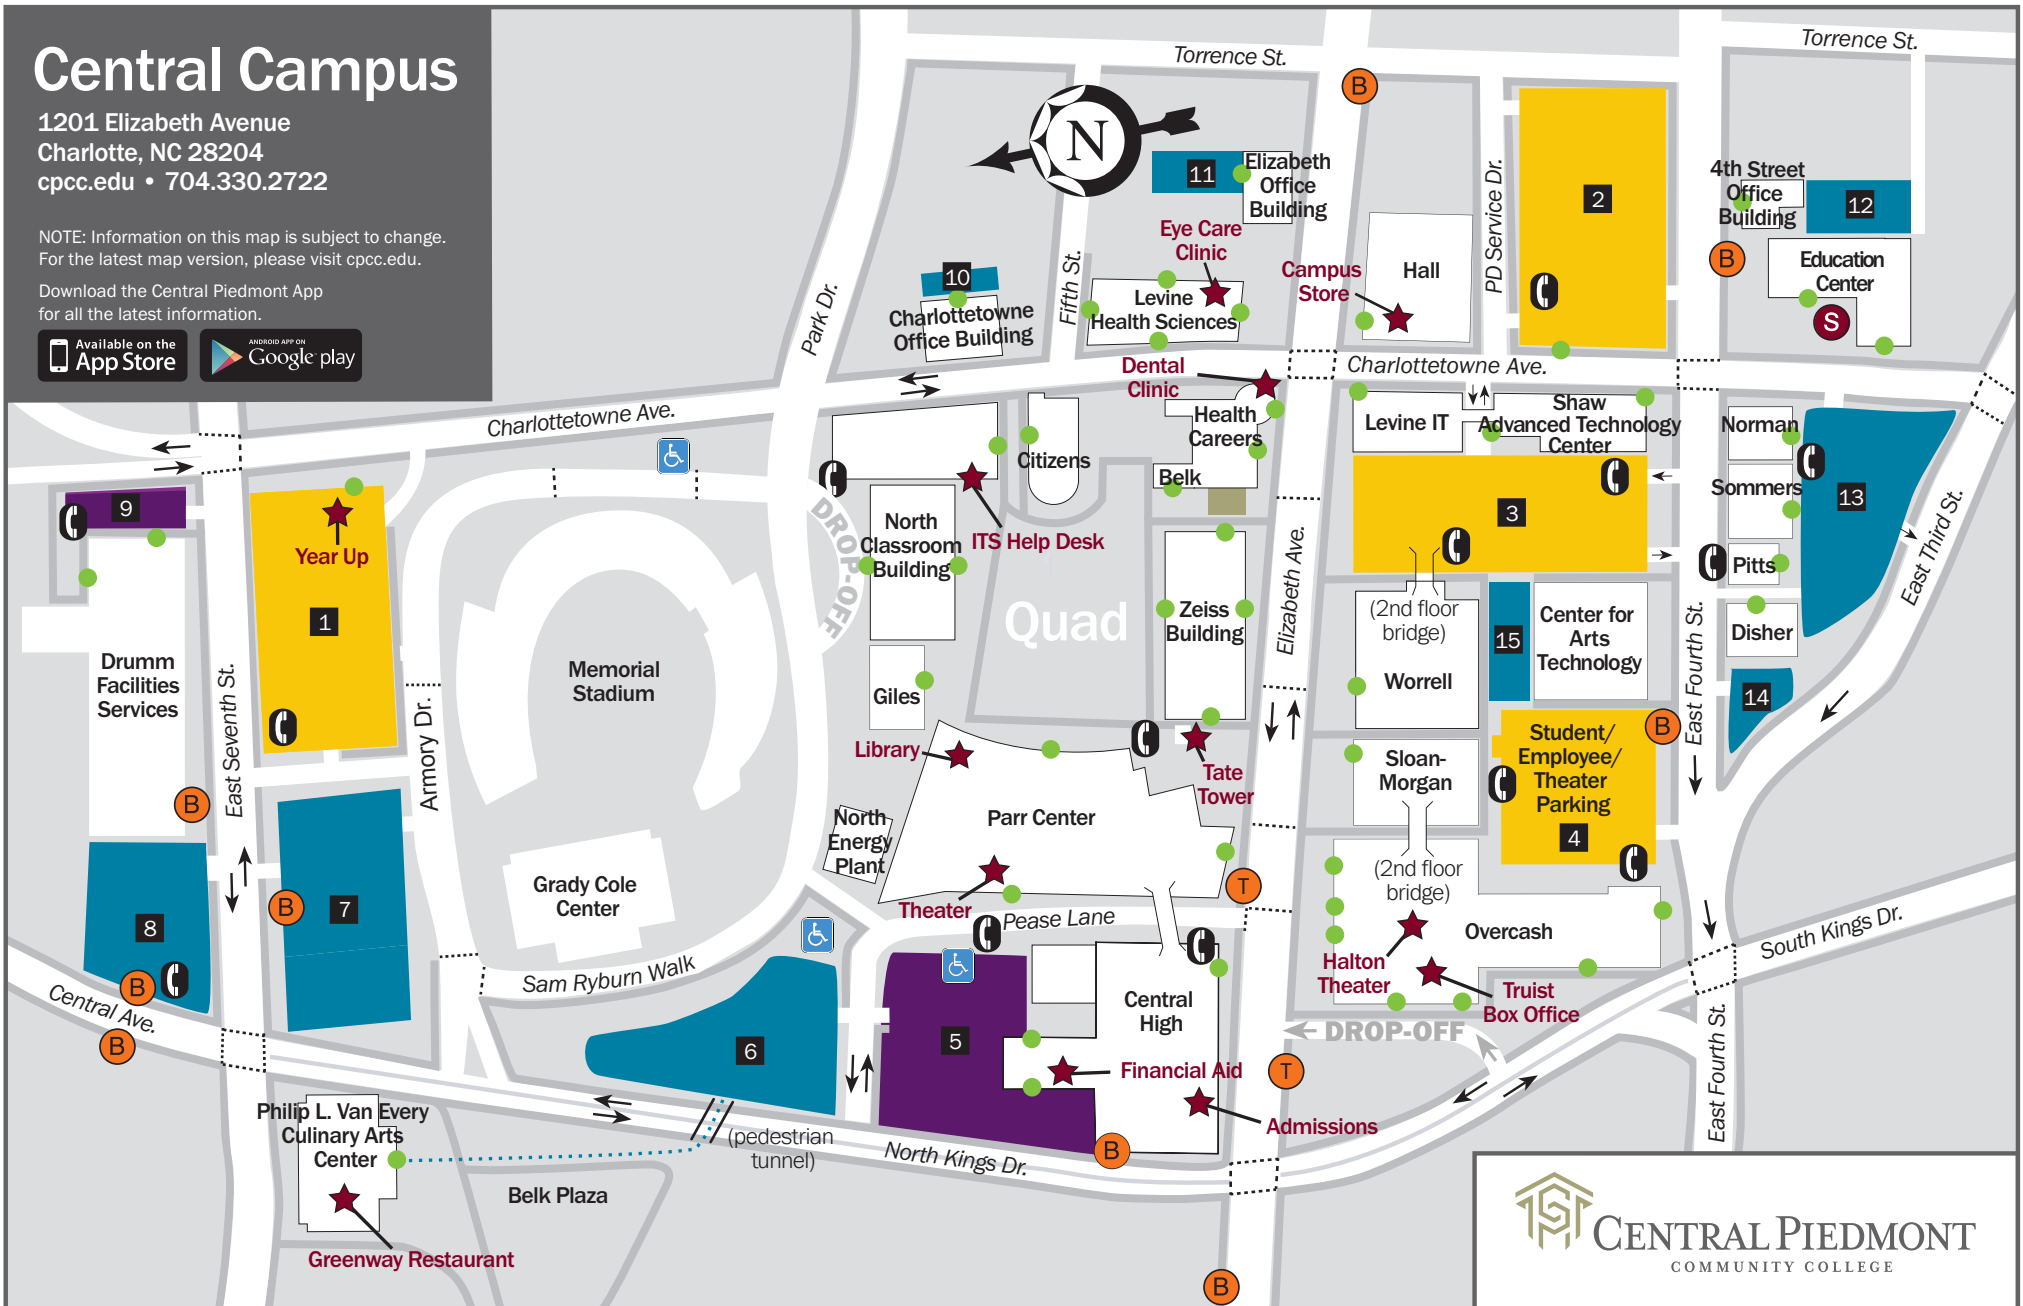 Central Campus
1201 Elizabeth Avenue
Charlotte, NC 28204
cpcc.edu • 704.330.2722
NOTE: Information on this map is subject to change.
For the latest map version, please visit cpcc.edu.
Download the Central Piedmont App
for all the latest information.
Available on the
App Store
ANDROID APP ON
Google play
Torrence St.
Torrence St.
B
N
11
Elizabeth
Office
Building
PD Service Dr.
2
4th Street
Office
Building
12
B
Education
Center
S
Eye Care
Clinic
Campus
Store
Hall
Park Dr.
Fifth St.
10
Charlottetowne
Office Building
Levine
Health Sciences
Dental
Clinic
Charlottetowne Ave.
Charlottetowne Ave.
Health
Careers
Belk
Citizens
Levine IT
Shaw
Advanced Technology
Center
Norman
Sommers
13
Pitts
Disher
14
East Third St.
9
Year Up
1
Drumm
Facilities
Services
East Seventh St.
Armory Dr.
Memorial
Stadium
DROP-OFF
North
Classroom
Building
ITS Help Desk
Quad
Giles
Zeiss
Building
Elizabeth Ave.
3
(2nd floor
bridge)
Worrell
15
Center for
Arts
Technology
East Fourth St.
B
Student/
Employee/
Theater
Parking
4
Sloan-
Morgan
(2nd floor
bridge)
Library
Tate
Tower
Parr Center
North
Energy
Plant
Theater
T
Pease Lane
Halton
Theater
Overcash
Truist
Box Office
South Kings Dr.
DROP-OFF
East Fourth St.
B
8
B
7
B
Central Ave.
B
Grady Cole
Center
Sam Ryburn Walk
6
5
Central
High
Financial Aid
T
Admissions
B
North Kings Dr.
(pedestrian
tunnel)
Philip L. Van Every
Culinary Arts
Center
Belk Plaza
Greenway Restaurant
B
CENTRAL PIEDMONT
COMMUNITY COLLEGE